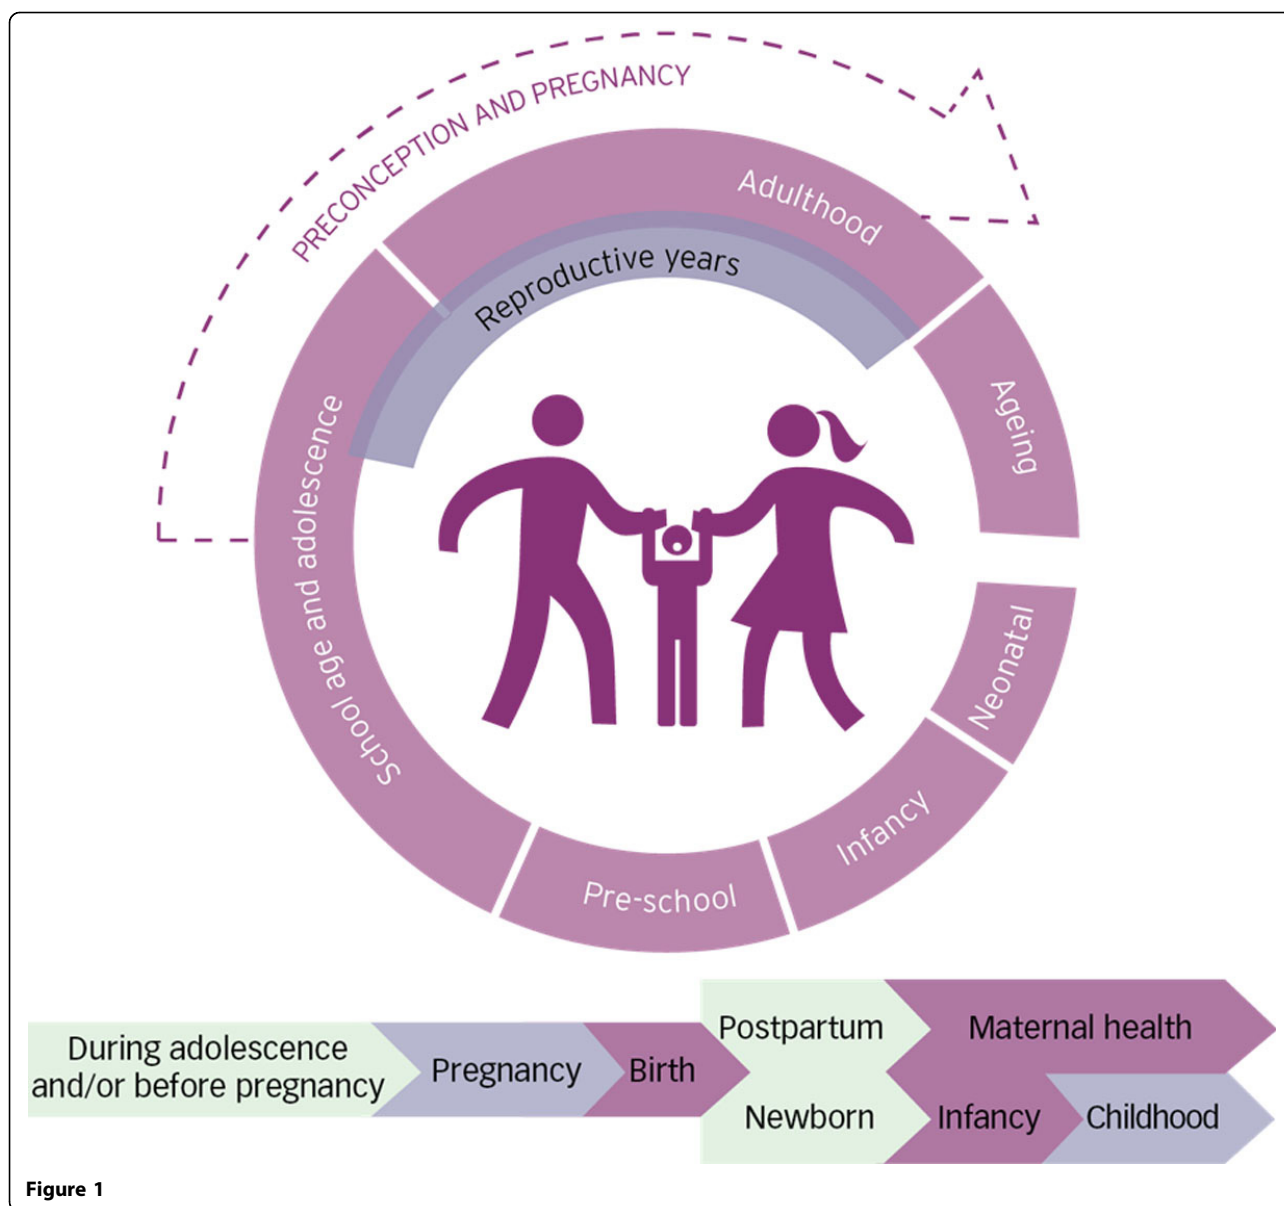 PRECONCEPTION AND PREGNANCY
Adulthood
Reproductive years
Ageing
School age and adolescence
Neonatal
Infancy
Pre-school
During adolescence
and/or before pregnancy
Pregnancy
Birth
Postpartum
Maternal health
Newborn
Infancy
Childhood
Figure 1